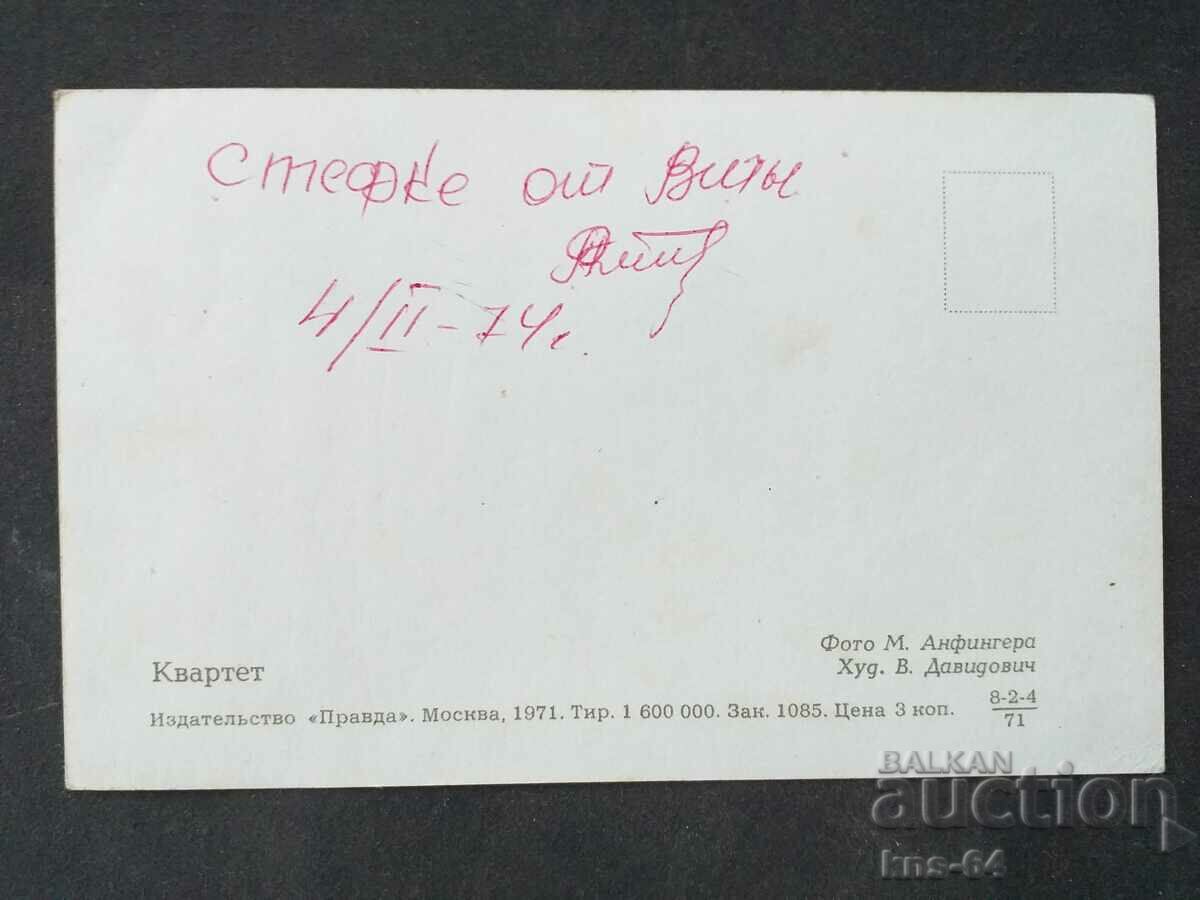 Стефке от Виты
4/II-74г.
Квартет
Фото М. Анфингера
Худ. В. Давидович
Издательство «Правда». Москва, 1971. Тир. 1 600 000. Зак. 1085. Цена 3 коп.
8-2-4
71
BALKAN
auction
kns-64